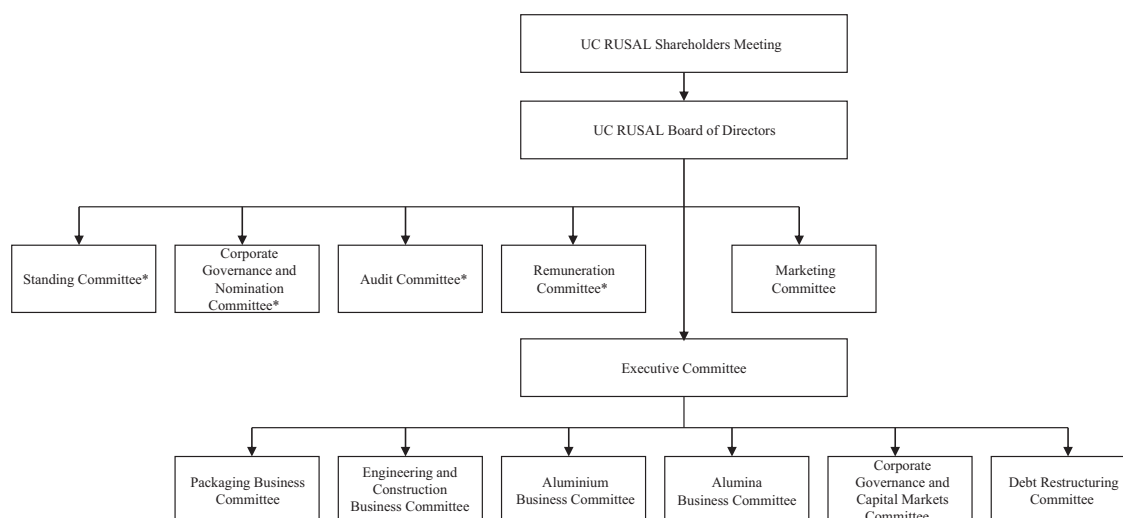 UC RUSAL Shareholders Meeting
UC RUSAL Board of Directors
Standing Committee*
Corporate
Governance and
Nomination
Committee*
Audit Committee*
Remuneration
Committee*
Marketing
Committee
Executive Committee
Packaging Business
Committee
Engineering and
Construction
Business Committee
Aluminium
Business Committee
Alumina
Business Committee
Corporate
Governance and
Capital Markets
Committee
Debt Restructuring
Committee